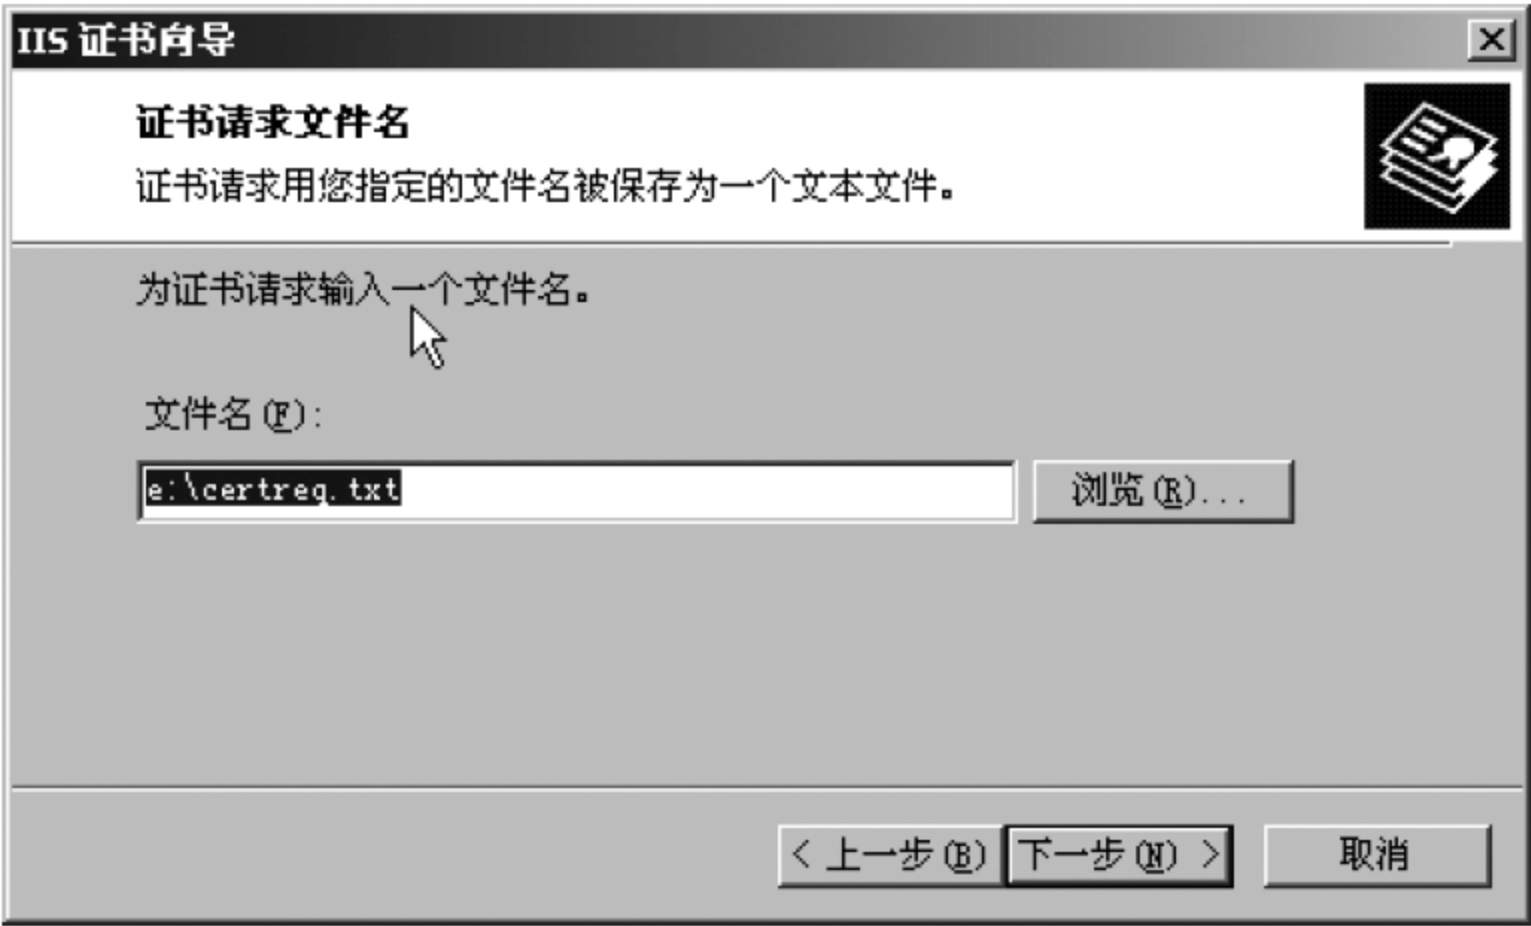 IIS 证书向导
证书请求文件名
证书请求用您指定的文件名被保存为一个文本文件。
为证书请求输入一个文件名。
文件名(F):
e:\certreq.txt
浏览(R)...
< 上一步(B) 下一步(N) > 取消